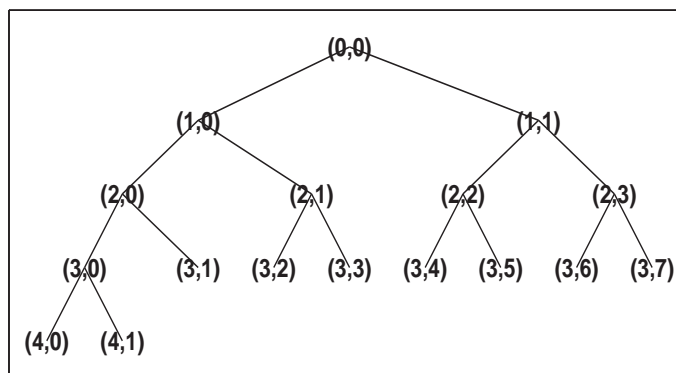 (0,0)
(1,0) (1,1)
(2,0) (2,1) (2,2) (2,3)
(3,0) (3,1) (3,2) (3,3) (3,4) (3,5) (3,6) (3,7)
(4,0) (4,1)